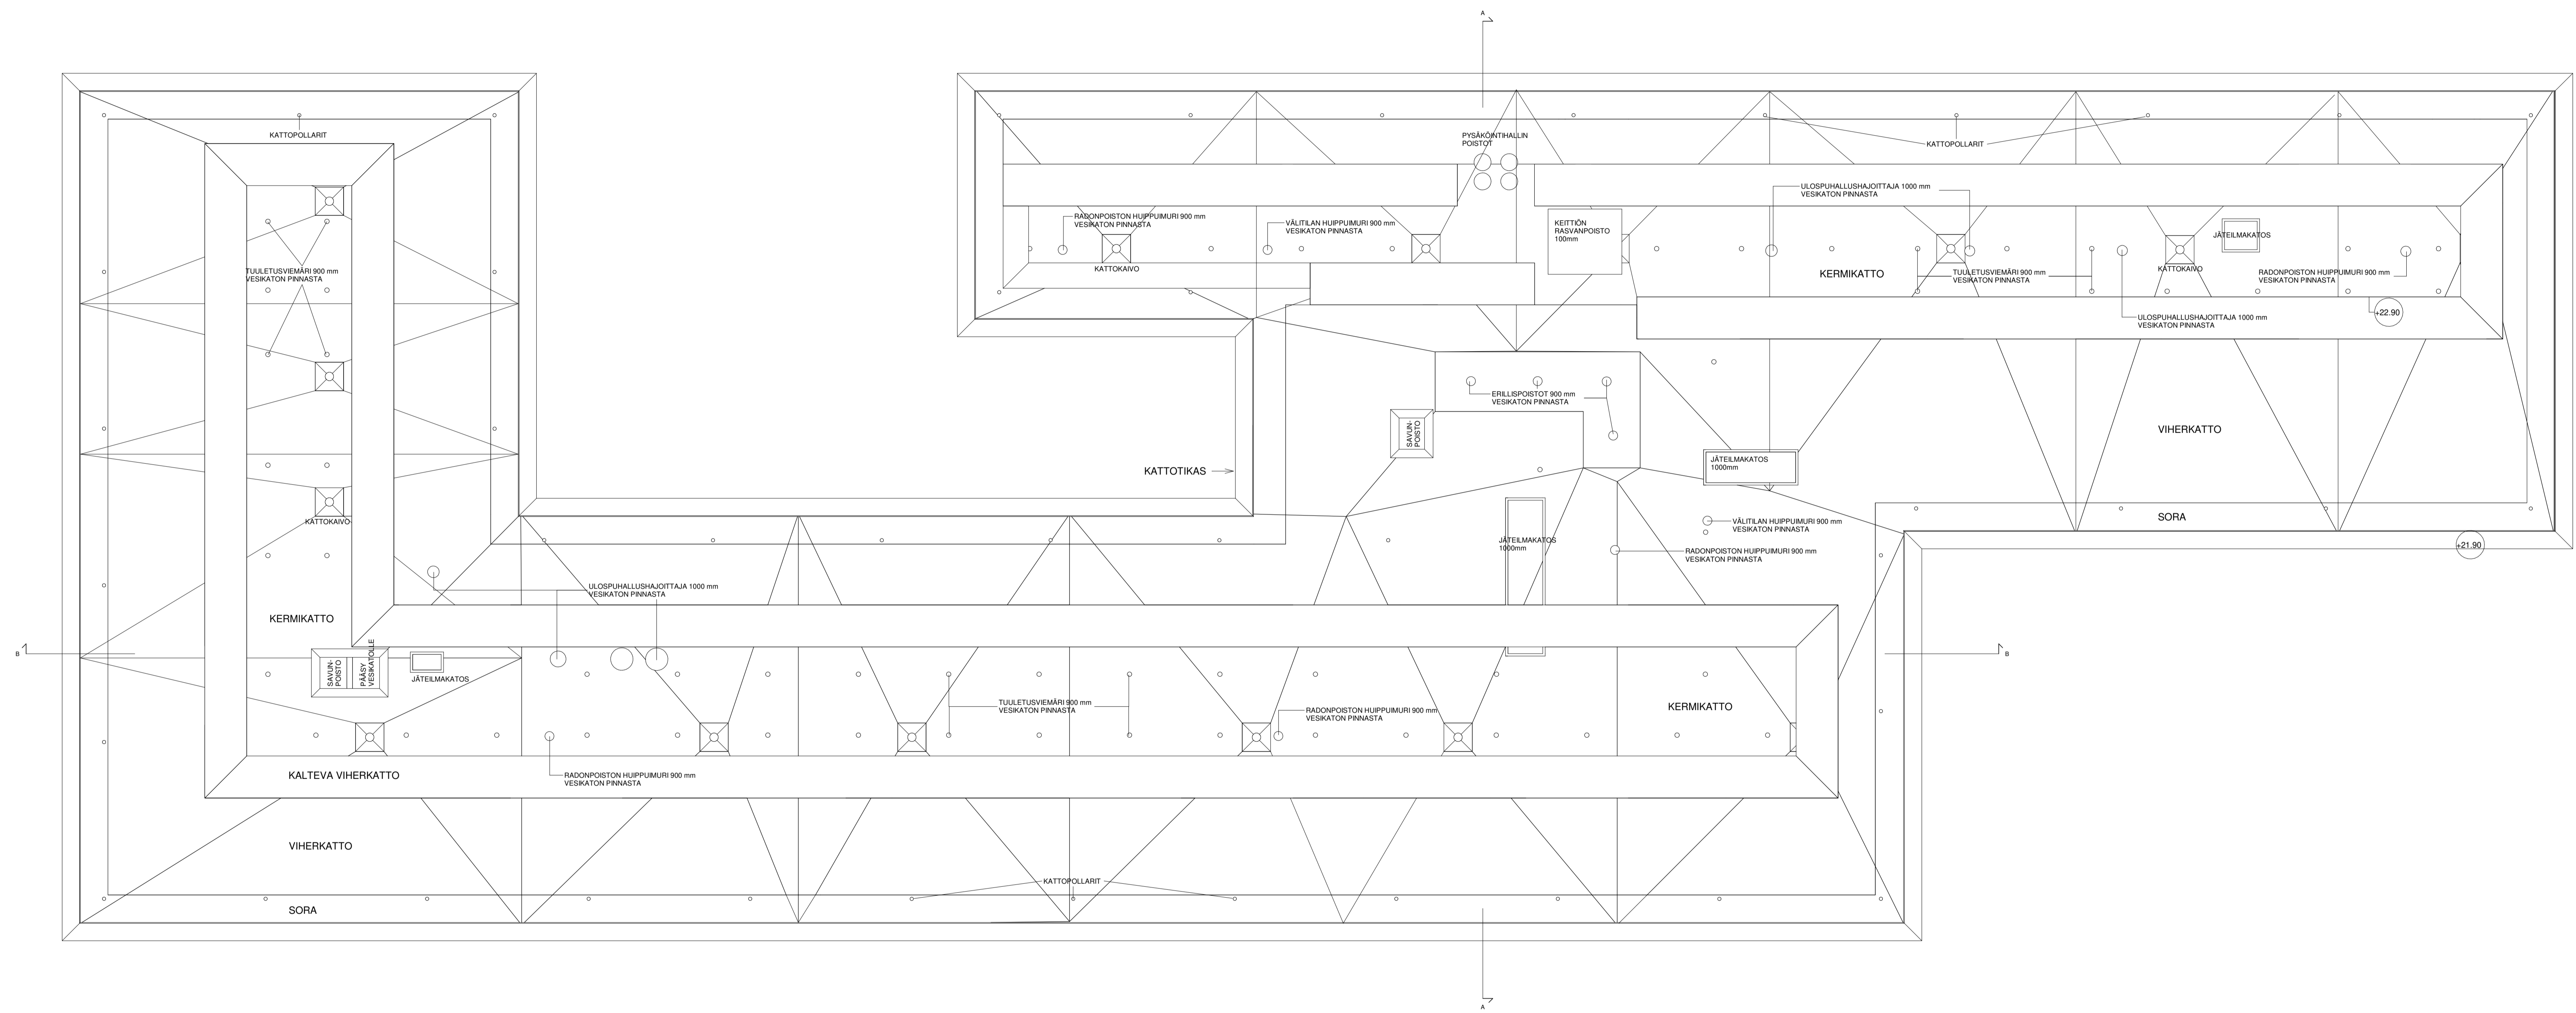 A
KATTOPOLLARIT
PYSÄKÖINTIHALLIN
POISTOT
KATTOPOLLARIT
ULOSPUHALLUSHAJOITTAJA 1000 mm
VESIKATON PINNASTA
RADONPOISTON HUIPPUIMURI 900 mm
VESIKATON PINNASTA
VÄLITILAN HUIPPUIMURI 900 mm
VESIKATON PINNASTA
KEITTIÖN
RASVANPOISTO
100mm
JÄTEILMAKATOS
KATTOKAIVO
KERMIKATTO
TUULETUSVIEMÄRI 900 mm
VESIKATON PINNASTA
KATTOKAIVO
RADONPOISTON HUIPPUIMURI 900 mm
VESIKATON PINNASTA
TUULETUSVIEMÄRI 900 mm
VESIKATON PINNASTA
+22.90
ULOSPUHALLUSHAJOITTAJA 1000 mm
VESIKATON PINNASTA
ERILLISPOISTOT 900 mm
VESIKATON PINNASTA
SAVUN-
POISTO
VIHERKATTO
KATTOTIKAS
JÄTEILMAKATOS
1000mm
KATTOKAIVO
SORA
VÄLITILAN HUIPPUIMURI 900 mm
VESIKATON PINNASTA
JÄTEILMAKATOS
1000mm
RADONPOISTON HUIPPUIMURI 900 mm
VESIKATON PINNASTA
+21.90
ULOSPUHALLUSHAJOITTAJA 1000 mm
VESIKATON PINNASTA
KERMIKATTO
B
SAVUN-
POISTO
PÄÄSY
VESIKATOLLE
JÄTEILMAKATOS
B
TUULETUSVIEMÄRI 900 mm
VESIKATON PINNASTA
RADONPOISTON HUIPPUIMURI 900 mm
VESIKATON PINNASTA
KERMIKATTO
KALTEVA VIHERKATTO
RADONPOISTON HUIPPUIMURI 900 mm
VESIKATON PINNASTA
VIHERKATTO
KATTOPOLLARIT
SORA
A